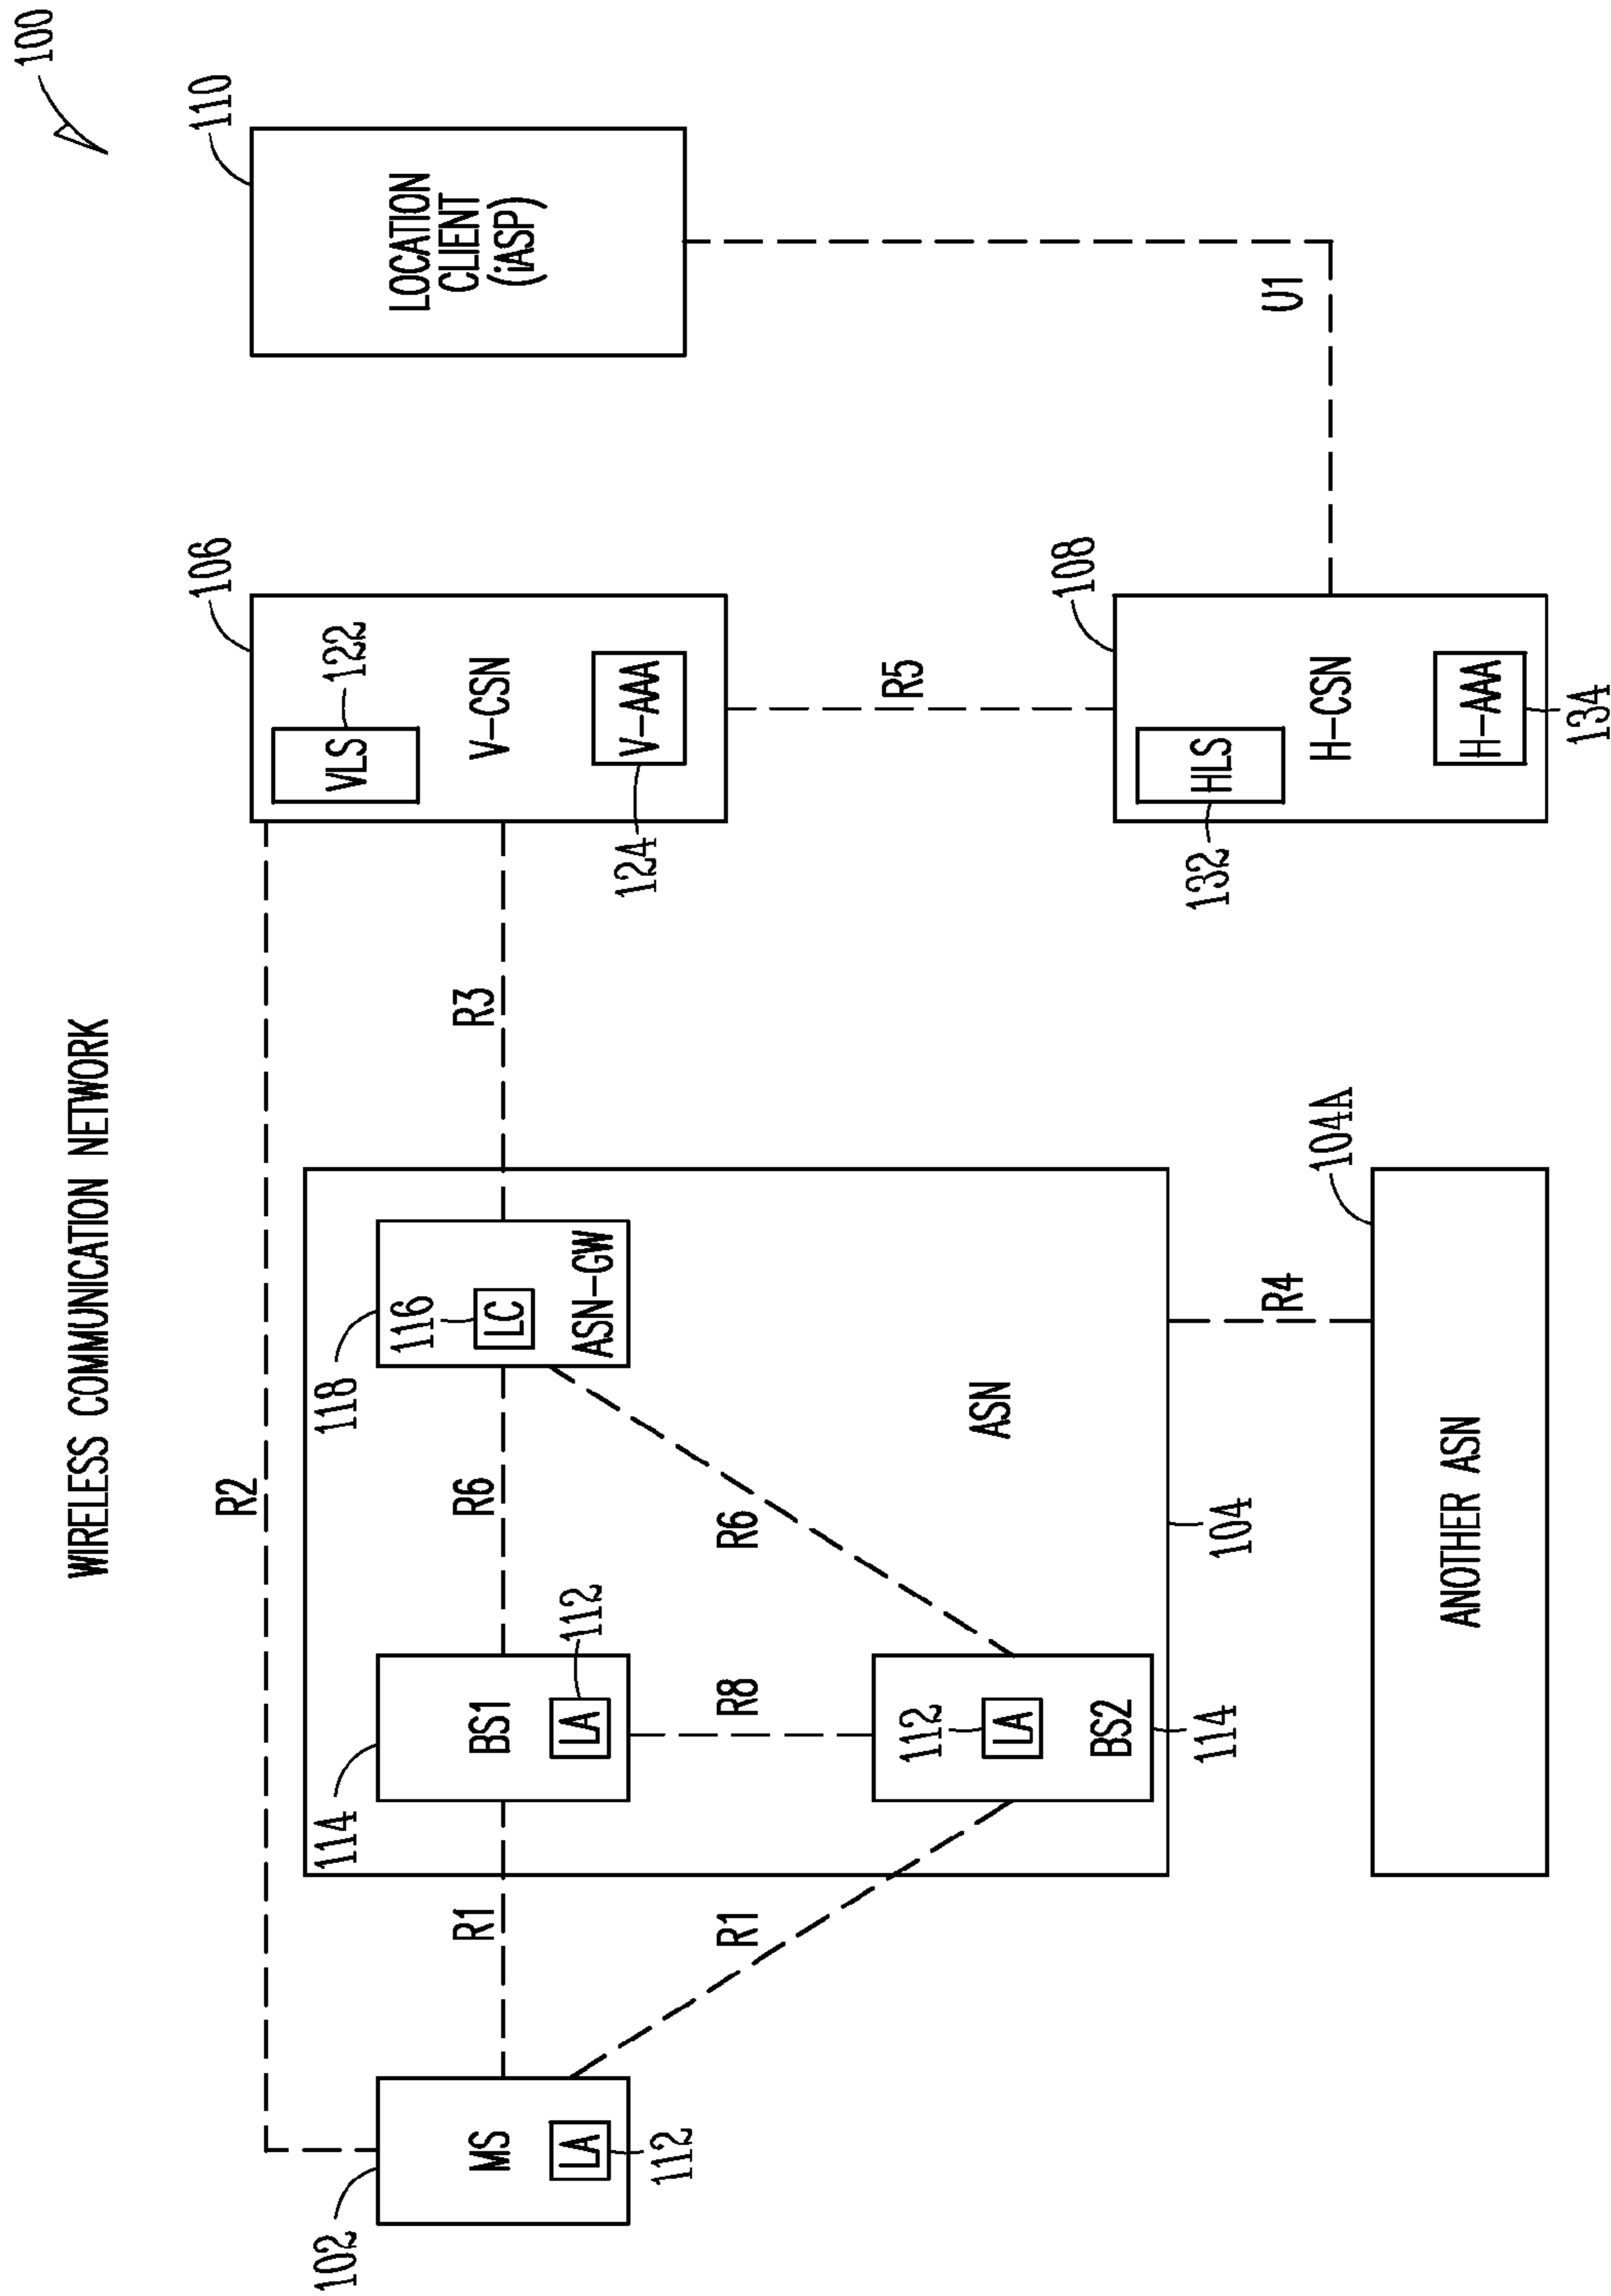 WIRELESS COMMUNICATION NETWORK
100
R2
102
MS
LA
112
R1
R1
114
BS1
LA
112
R8
112
LA
BS2
114
R6
R6
118
116
LC
ASN-GW
ASN
104
R4
104A
ANOTHER ASN
R3
106
VLS
122
V-CSN
V-AAA
124
R5
108
HLS
132
H-CSN
H-AAA
134
110
LOCATION
CLIENT
(iASP)
U1